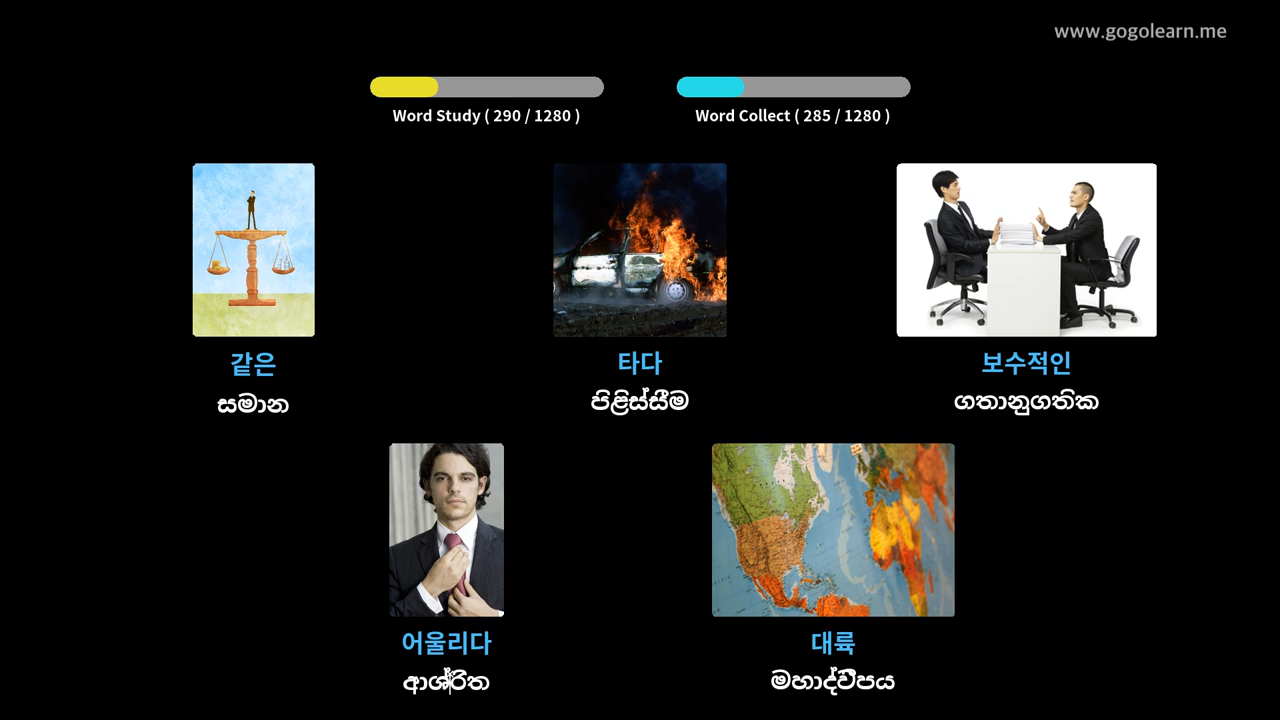 www.gogolearn.me
Word Study ( 290 / 1280 )
Word Collect ( 285 / 1280 )
같은
සමාන
타다
පිළිස්සීම
보수적인
ගතානුගතික
어울리다
ආශ්‍රිත
대륙
මහාද්වීපය